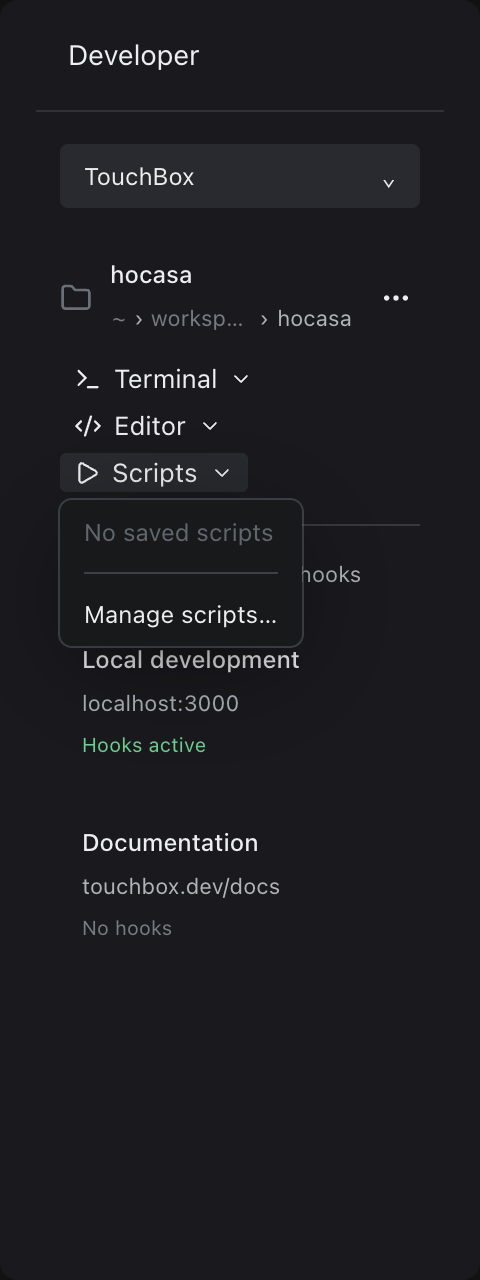 Developer
TouchBox
hocasa
~ › worksp... › hocasa
Terminal
Editor
Scripts
No saved scripts
hooks
Manage scripts...
Local development
localhost:3000
Hooks active
Documentation
touchbox.dev/docs
No hooks